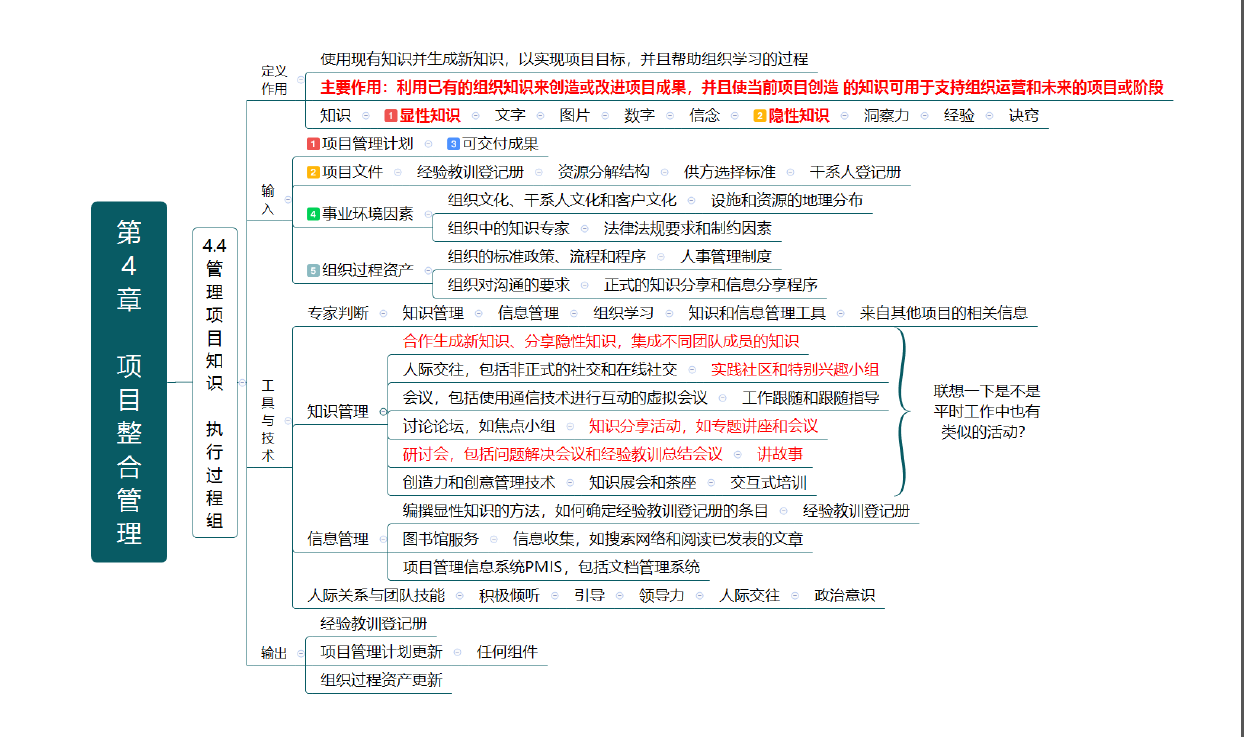 第4章 项目整合管理
4.4管理项目知识 执行过程组
定义
作用
使用现有知识并生成新知识，以实现项目目标，并且帮助组织学习的过程
主要作用：利用已有的组织知识来创造或改进项目成果，并且使当前项目创造 的知识可用于支持组织运营和未来的项目或阶段
知识 1 显性知识 文字 图片 数字 信念 2 隐性知识 洞察力 经验 诀窍
输入
1 项目管理计划 3 可交付成果
2 项目文件 经验教训登记册 资源分解结构 供方选择标准 干系人登记册
4 事业环境因素
组织文化、干系人文化和客户文化 设施和资源的地理分布
组织中的知识专家 法律法规要求和制约因素
5 组织过程资产
组织的标准政策、流程和程序 人事管理制度
组织对沟通的要求 正式的知识分享和信息分享程序
工具与技术
专家判断 知识管理 信息管理 组织学习 知识和信息管理工具 来自其他项目的相关信息
知识管理
合作生成新知识、分享隐性知识，集成不同团队成员的知识
人际交往，包括非正式的社交和在线社交 实践社区和特别兴趣小组
会议，包括使用通信技术进行互动的虚拟会议 工作跟随和跟随指导
讨论论坛，如焦点小组 知识分享活动，如专题讲座和会议
研讨会，包括问题解决会议和经验教训总结会议 讲故事
创造力和创意管理技术 知识展会和茶座 交互式培训
联想一下是不是
平时工作中也有
类似的活动？
信息管理
编撰显性知识的方法，如何确定经验教训登记册的条目 经验教训登记册
图书馆服务 信息收集，如搜索网络和阅读已发表的文章
项目管理信息系统PMIS，包括文档管理系统
人际关系与团队技能 积极倾听 引导 领导力 人际交往 政治意识
输出
经验教训登记册
项目管理计划更新 任何组件
组织过程资产更新